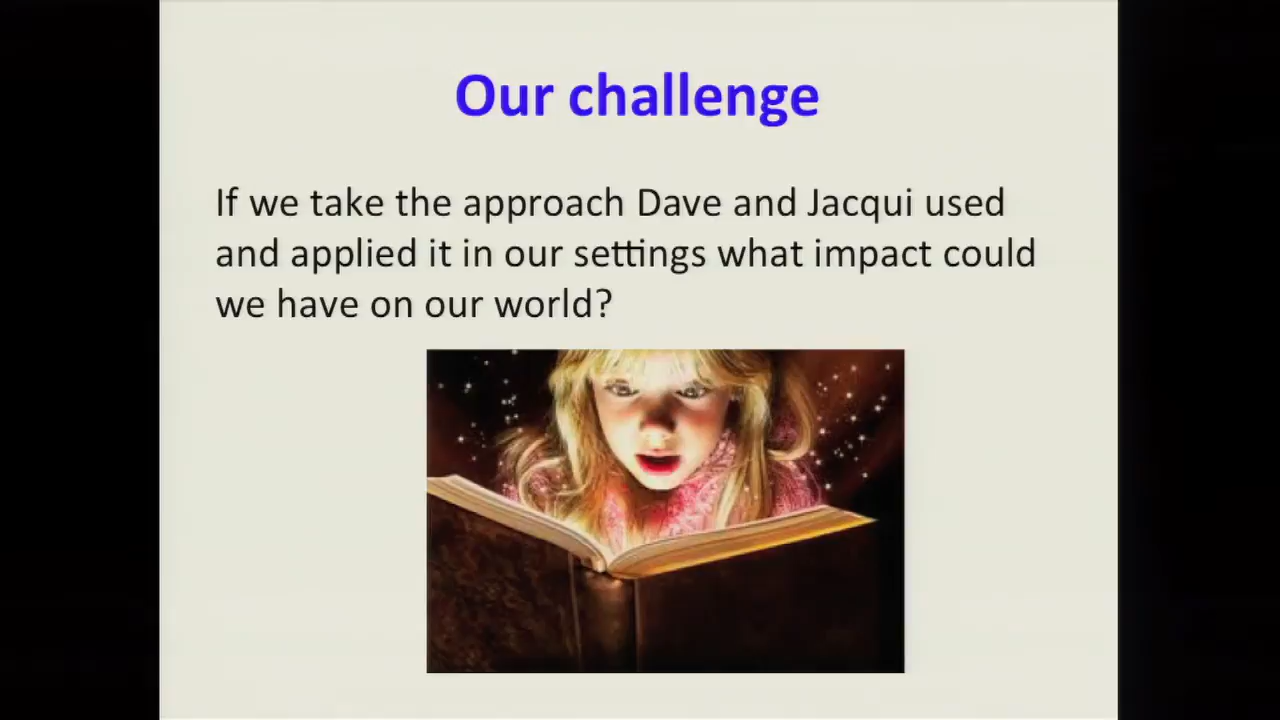 Our challenge
If we take the approach Dave and Jacqui used
and applied it in our settings what impact could
we have on our world?